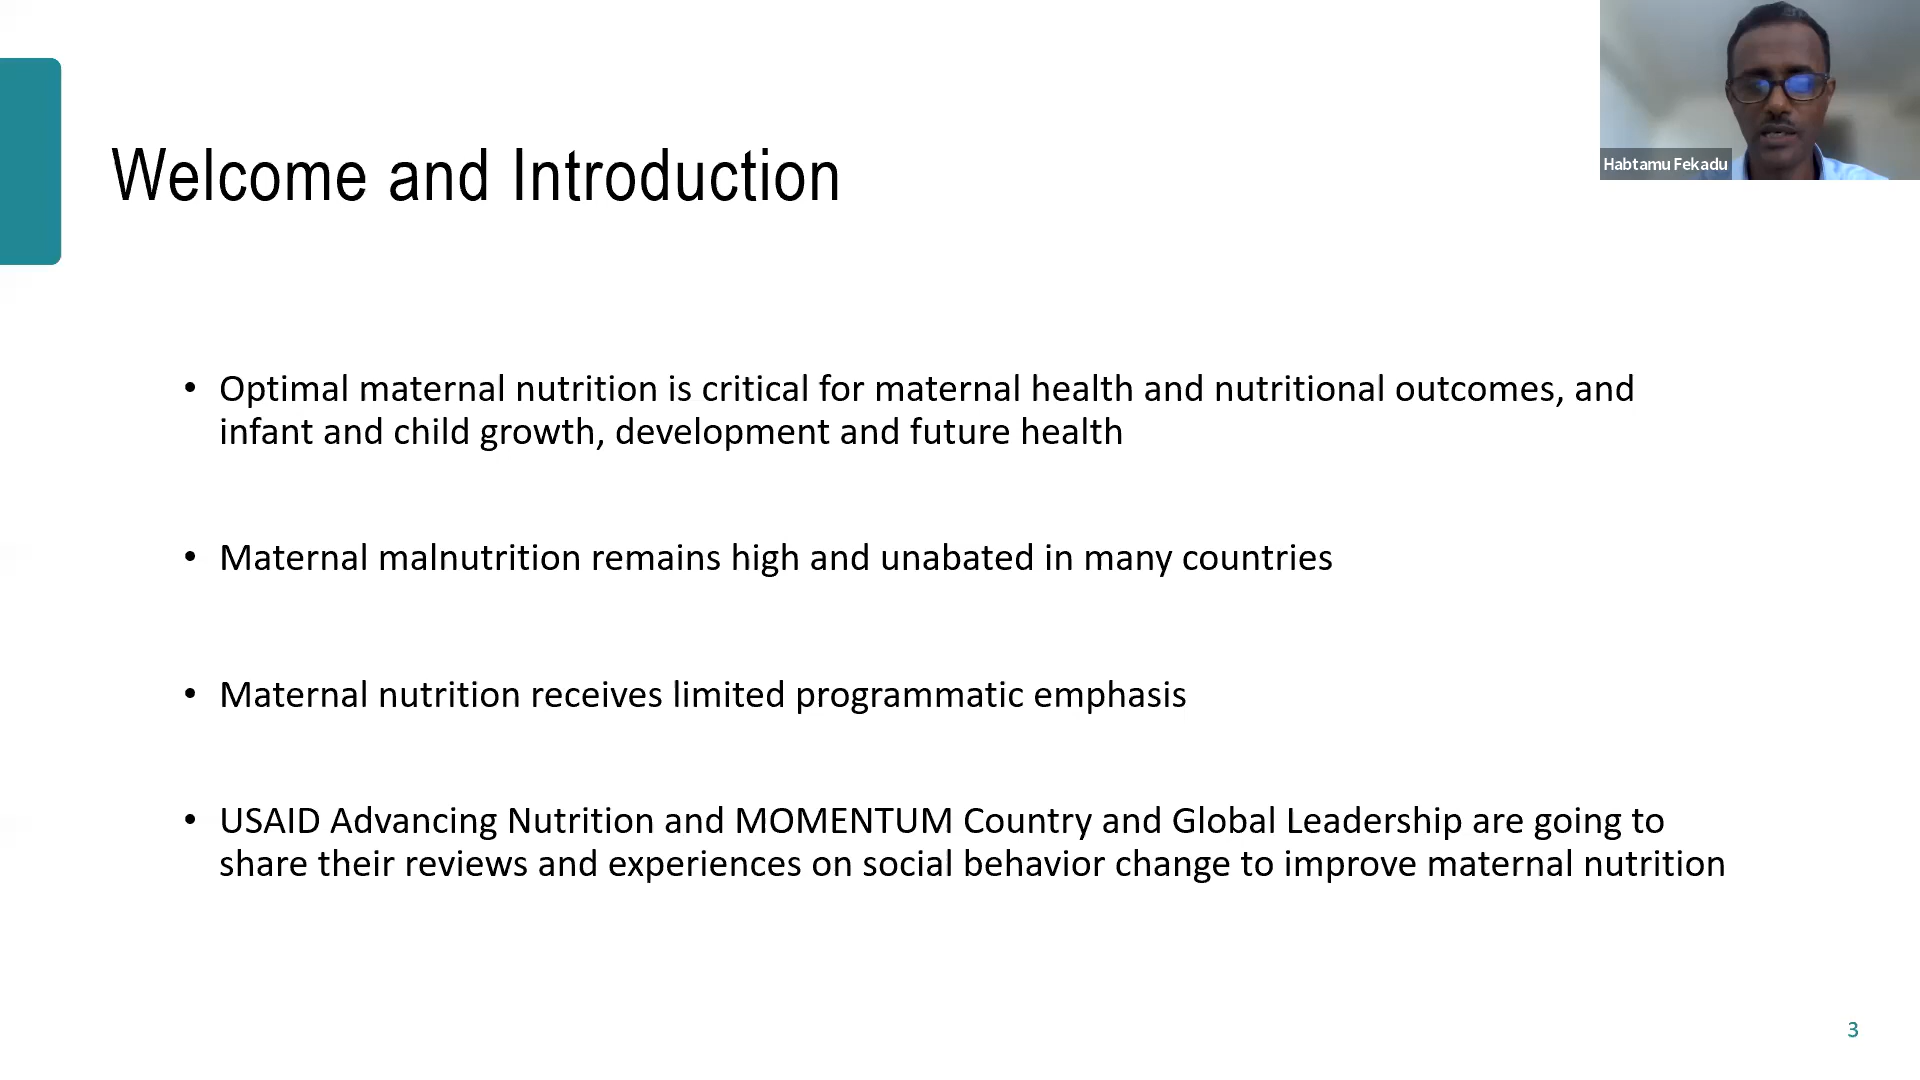 Welcome and Introduction
Habtamu Fekadu
• Optimal maternal nutrition is critical for maternal health and nutritional outcomes, and
infant and child growth, development and future health
• Maternal malnutrition remains high and unabated in many countries
• Maternal nutrition receives limited programmatic emphasis
• USAID Advancing Nutrition and MOMENTUM Country and Global Leadership are going to
share their reviews and experiences on social behavior change to improve maternal nutrition
3